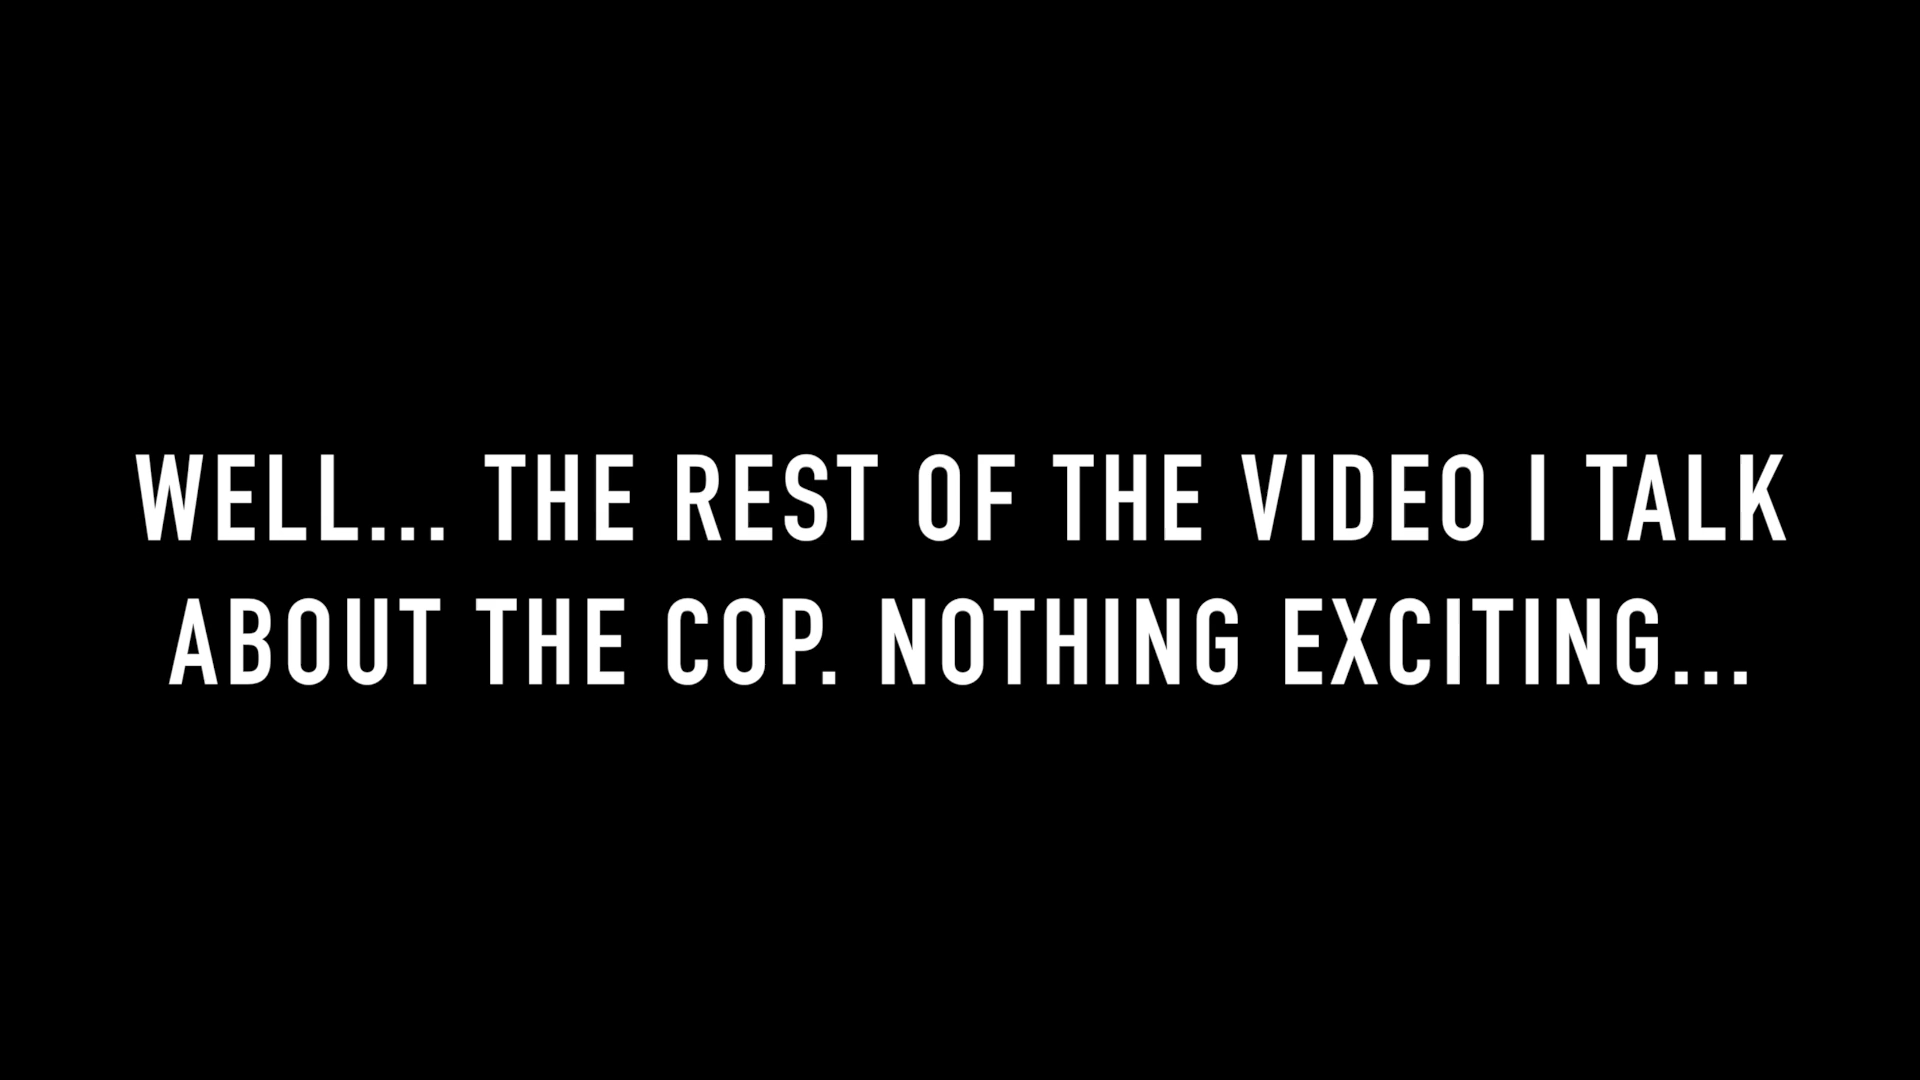 WELL... THE REST OF THE VIDEO I TALK
ABOUT THE COP. NOTHING EXCITING...